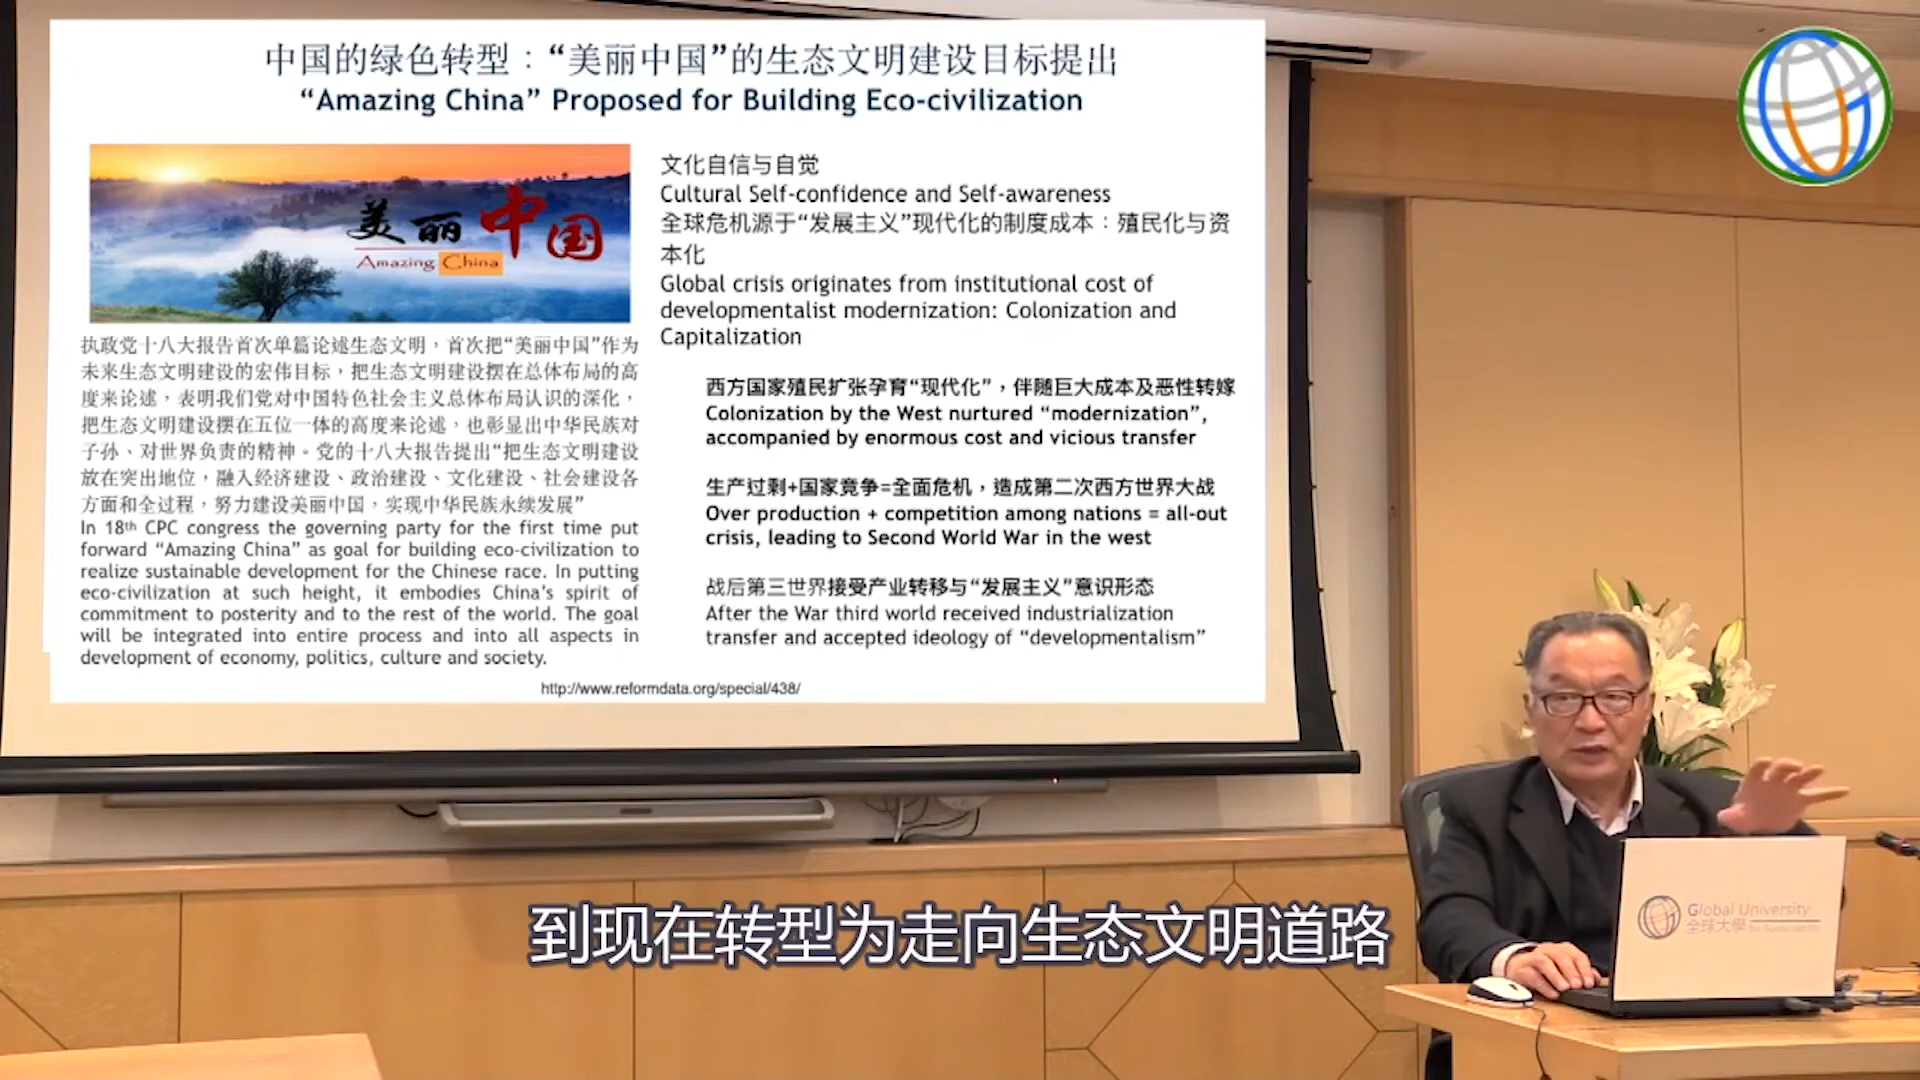 中国的绿色转型：“美丽中国”的生态文明建设目标提出
“Amazing China” Proposed for Building Eco-civilization
美丽中国
Amazing China
执政党十八大报告首次单篇论述生态文明，首次把“美丽中国”作为
未来生态文明建设的宏伟目标，把生态文明建设摆在总体布局的高
度来论述，表明我们党对中国特色社会主义总体布局认识的深化，
把生态文明建设摆在五位一体的高度来论述，也彰显出中华民族对
子孙、对世界负责的精神。党的十八大报告提出“把生态文明建设
放在突出地位，融入经济建设、政治建设、文化建设、社会建设各
方面和全过程，努力建设美丽中国，实现中华民族永续发展”
In 18th CPC congress the governing party for the first time put
forward “Amazing China” as goal for building eco-civilization to
realize sustainable development for the Chinese race. In putting
eco-civilization at such height, it embodies China’s spirit of
commitment to posterity and to the rest of the world. The goal
will be integrated into entire process and into all aspects in
development of economy, politics, culture and society.
文化自信与自觉
Cultural Self-confidence and Self-awareness
全球危机源于“发展主义”现代化的制度成本：殖民化与资
本化
Global crisis originates from institutional cost of
developmentalist modernization: Colonization and
Capitalization
西方国家殖民扩张孕育“现代化”，伴随巨大成本及恶性转嫁
Colonization by the West nurtured “modernization”,
accompanied by enormous cost and vicious transfer
生产过剩+国家竞争=全面危机，造成第二次西方世界大战
Over production + competition among nations = all-out
crisis, leading to Second World War in the west
战后第三世界接受产业转移与“发展主义”意识形态
After the War third world received industrialization
transfer and accepted ideology of “developmentalism”
http://www.reformdata.org/special/438/
Global University
全球大學 for Sustainability
到现在转型为走向生态文明道路